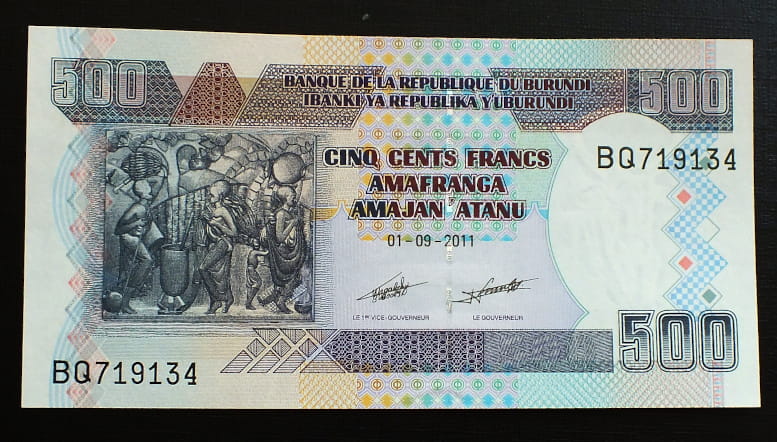 500
BANQUE DE LA REPUBLIQUE DU BURUNDI
IBANKI YA REPUBLIKA Y'UBURUNDI
500
CINQ CENTS FRANCS
AMAFRANGA
AMAJAN ATANU
BQ719134
01-09-2011
LE 1er VICE-GOUVERNEUR
LE GOUVERNEUR
500
BQ719134